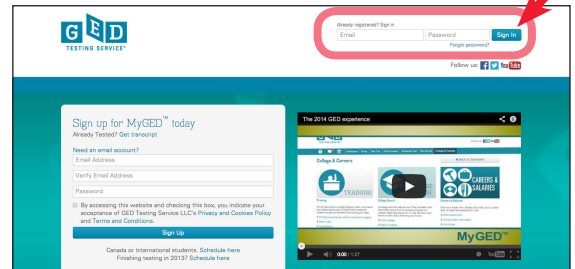 Already registered? Sign in
Email Password Sign In
Forgot password?
GED
TESTING SERVICE®
Follow us: f YouTube
Sign up for MyGED™ today
Already Tested? Get transcript
Need an email account?
Email Address
Verify Email Address
Password
By accessing this website and checking this box, you indicate your
acceptance of GED Testing Service LLC's Privacy and Cookies Policy
and Terms and Conditions.
Sign Up
Canada or International students. Schedule here
Finishing testing in 2013? Schedule here
The 2014 GED experience
College & Careers
TRAINING
CAREERS &
SALARIES
MyGED™
0:00 / 1:27
YouTube